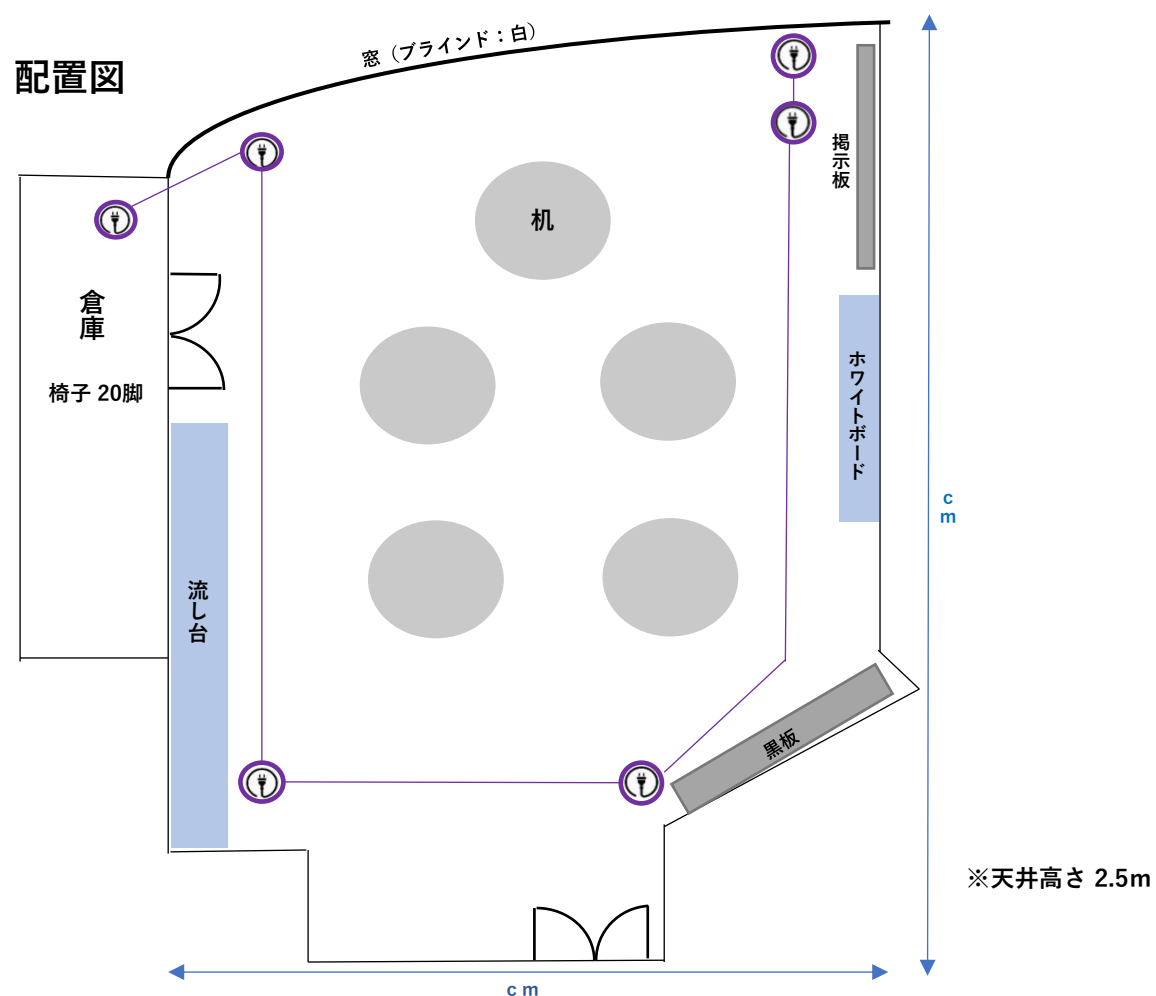 配置図
窓（ブラインド：白）
机
掲示板
倉庫
椅子 20脚
ホワイトボード
cm
流し台
黒板
※天井高さ 2.5m
cm